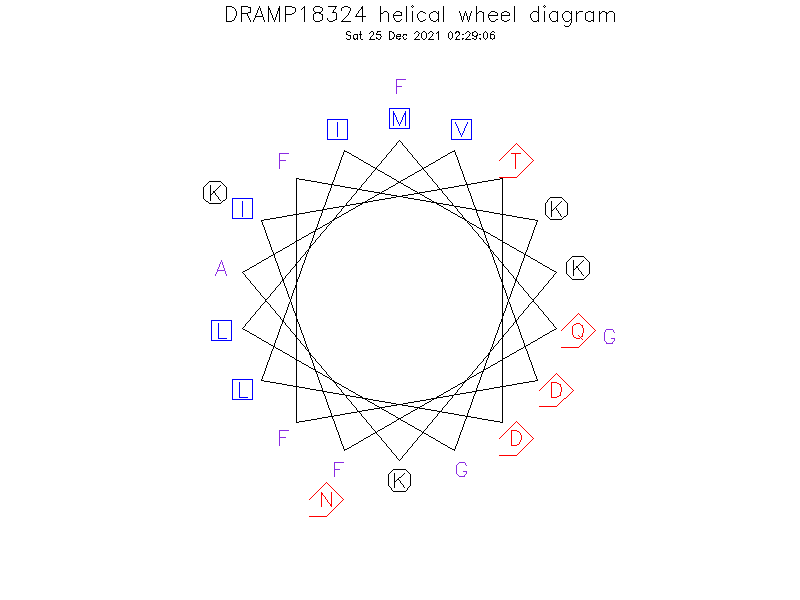 DRAMP18324 helical wheel diagram
Sat 25 Dec 2021 02:29:06
F
I M V
F T
K I K
A K
L Q G
L D
F D
F K G
N